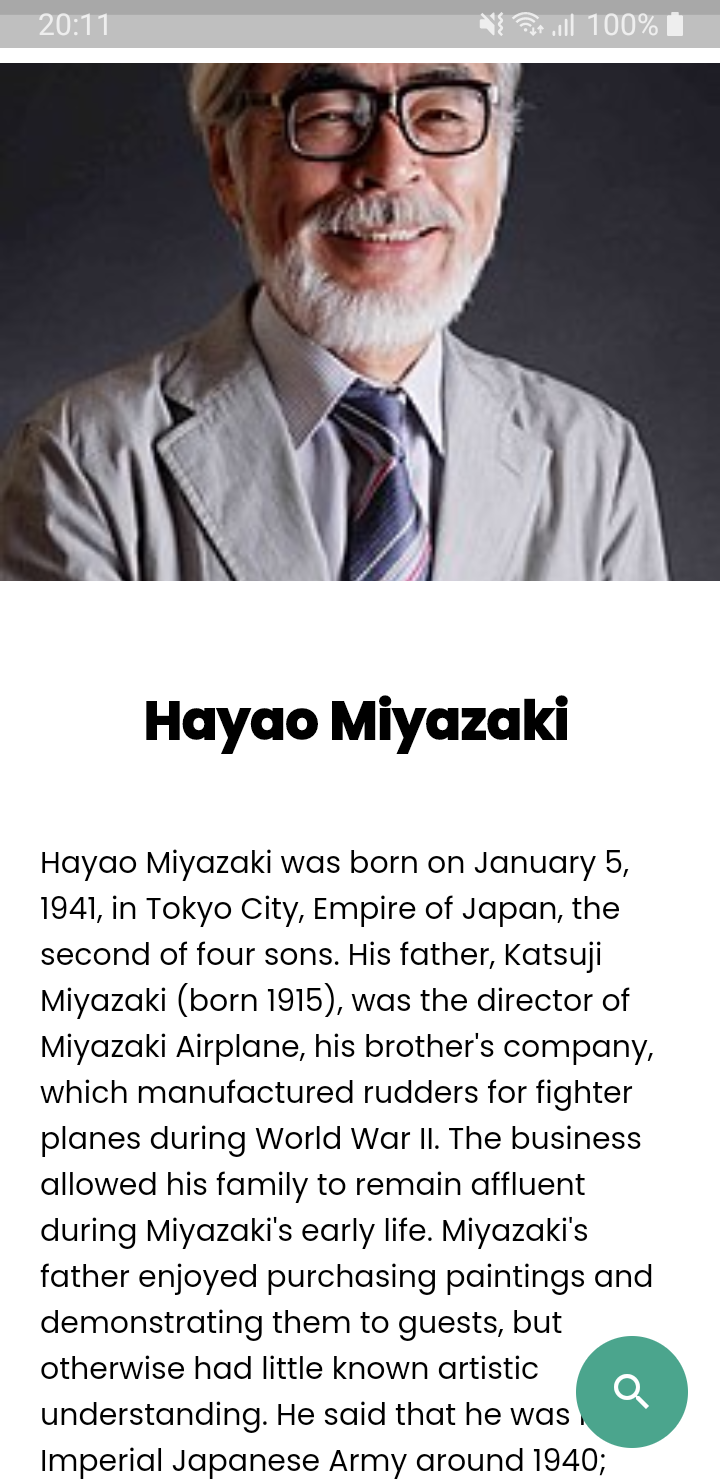 20:11
100%
Hayao Miyazaki
Hayao Miyazaki was born on January 5,
1941, in Tokyo City, Empire of Japan, the
second of four sons. His father, Katsuji
Miyazaki (born 1915), was the director of
Miyazaki Airplane, his brother's company,
which manufactured rudders for fighter
planes during World War II. The business
allowed his family to remain affluent
during Miyazaki's early life. Miyazaki's
father enjoyed purchasing paintings and
demonstrating them to guests, but
otherwise had little known artistic
understanding. He said that he was
Imperial Japanese Army around 1940;